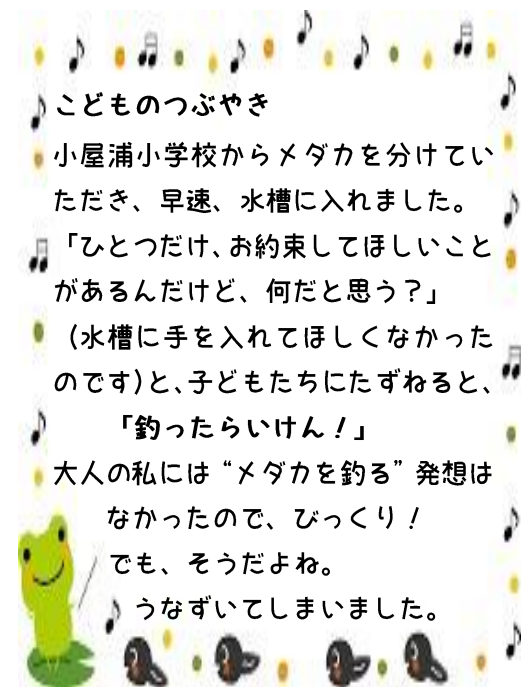 こどものつぶやき
小屋浦小学校からメダカを分けてい
ただき、早速、水槽に入れました。
「ひとつだけ、お約束してほしいこと
があるんだけど、何だと思う？」
（水槽に手を入れてほしくなかった
のです)と、子どもたちにたずねると、
「釣ったらいけん！」
大人の私には“メダカを釣る”発想は
なかったので、びっくり！
でも、そうだよね。
うなずいてしまいました。